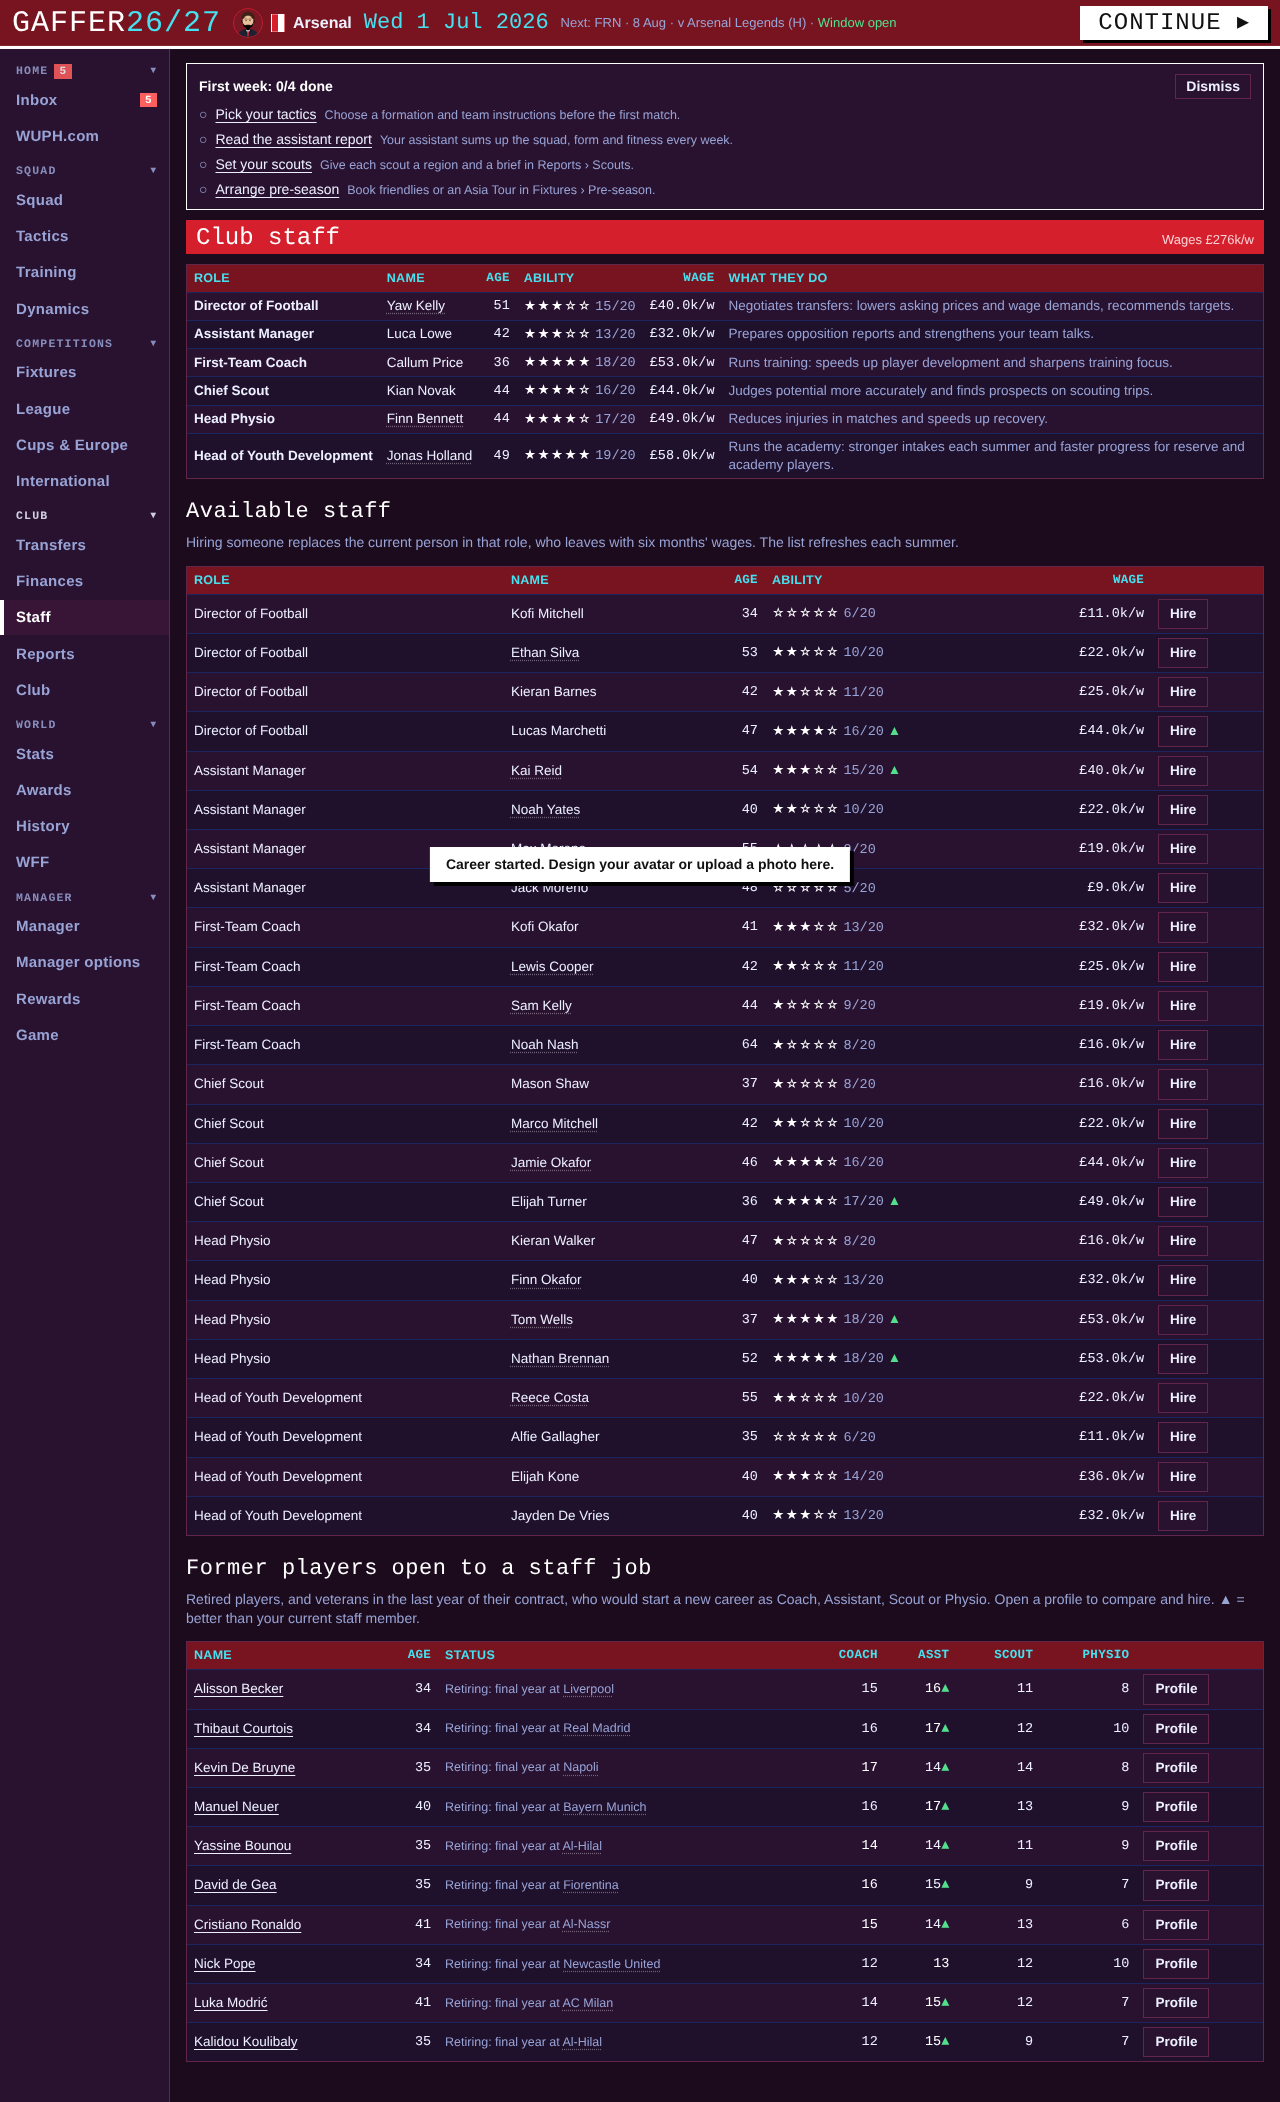 GAFFER26/27 Arsenal Wed 1 Jul 2026 Next: FRN · 8 Aug · v Arsenal Legends (H) · Window open CONTINUE ▶
HOME 5 ▼
Inbox 5
WUPH.com
SQUAD ▼
Squad
Tactics
Training
Dynamics
COMPETITIONS ▼
Fixtures
League
Cups & Europe
International
CLUB ▼
Transfers
Finances
Staff
Reports
Club
WORLD ▼
Stats
Awards
History
WFF
MANAGER ▼
Manager
Manager options
Rewards
Game
First week: 0/4 done Dismiss
○ Pick your tactics Choose a formation and team instructions before the first match.
○ Read the assistant report Your assistant sums up the squad, form and fitness every week.
○ Set your scouts Give each scout a region and a brief in Reports › Scouts.
○ Arrange pre-season Book friendlies or an Asia Tour in Fixtures › Pre-season.
Club staff Wages £276k/w
ROLE NAME AGE ABILITY WAGE WHAT THEY DO
Director of Football Yaw Kelly 51 ★★★☆☆ 15/20 £40.0k/w Negotiates transfers: lowers asking prices and wage demands, recommends targets.
Assistant Manager Luca Lowe 42 ★★★☆☆ 13/20 £32.0k/w Prepares opposition reports and strengthens your team talks.
First-Team Coach Callum Price 36 ★★★★★ 18/20 £53.0k/w Runs training: speeds up player development and sharpens training focus.
Chief Scout Kian Novak 44 ★★★★☆ 16/20 £44.0k/w Judges potential more accurately and finds prospects on scouting trips.
Head Physio Finn Bennett 44 ★★★★☆ 17/20 £49.0k/w Reduces injuries in matches and speeds up recovery.
Head of Youth Development Jonas Holland 49 ★★★★★ 19/20 £58.0k/w Runs the academy: stronger intakes each summer and faster progress for reserve and
academy players.
Available staff
Hiring someone replaces the current person in that role, who leaves with six months' wages. The list refreshes each summer.
ROLE NAME AGE ABILITY WAGE
Director of Football Kofi Mitchell 34 ☆☆☆☆☆ 6/20 £11.0k/w Hire
Director of Football Ethan Silva 53 ★★☆☆☆ 10/20 £22.0k/w Hire
Director of Football Kieran Barnes 42 ★★☆☆☆ 11/20 £25.0k/w Hire
Director of Football Lucas Marchetti 47 ★★★★☆ 16/20 ▲ £44.0k/w Hire
Assistant Manager Kai Reid 54 ★★★☆☆ 15/20 ▲ £40.0k/w Hire
Assistant Manager Noah Yates 40 ★★☆☆☆ 10/20 £22.0k/w Hire
Assistant Manager /20 £19.0k/w Hire
Career started. Design your avatar or upload a photo here.
Assistant Manager Jack Moreno 48 ☆☆☆☆☆ 5/20 £9.0k/w Hire
First-Team Coach Kofi Okafor 41 ★★★☆☆ 13/20 £32.0k/w Hire
First-Team Coach Lewis Cooper 42 ★★☆☆☆ 11/20 £25.0k/w Hire
First-Team Coach Sam Kelly 44 ★☆☆☆☆ 9/20 £19.0k/w Hire
First-Team Coach Noah Nash 64 ★☆☆☆☆ 8/20 £16.0k/w Hire
Chief Scout Mason Shaw 37 ★☆☆☆☆ 8/20 £16.0k/w Hire
Chief Scout Marco Mitchell 42 ★★☆☆☆ 10/20 £22.0k/w Hire
Chief Scout Jamie Okafor 46 ★★★★☆ 16/20 £44.0k/w Hire
Chief Scout Elijah Turner 36 ★★★★☆ 17/20 ▲ £49.0k/w Hire
Head Physio Kieran Walker 47 ★☆☆☆☆ 8/20 £16.0k/w Hire
Head Physio Finn Okafor 40 ★★★☆☆ 13/20 £32.0k/w Hire
Head Physio Tom Wells 37 ★★★★★ 18/20 ▲ £53.0k/w Hire
Head Physio Nathan Brennan 52 ★★★★★ 18/20 ▲ £53.0k/w Hire
Head of Youth Development Reece Costa 55 ★★☆☆☆ 10/20 £22.0k/w Hire
Head of Youth Development Alfie Gallagher 35 ☆☆☆☆☆ 6/20 £11.0k/w Hire
Head of Youth Development Elijah Kone 40 ★★★☆☆ 14/20 £36.0k/w Hire
Head of Youth Development Jayden De Vries 40 ★★★☆☆ 13/20 £32.0k/w Hire
Former players open to a staff job
Retired players, and veterans in the last year of their contract, who would start a new career as Coach, Assistant, Scout or Physio. Open a profile to compare and hire. ▲ =
better than your current staff member.
NAME AGE STATUS COACH ASST SCOUT PHYSIO
Alisson Becker 34 Retiring: final year at Liverpool 15 16▲ 11 8 Profile
Thibaut Courtois 34 Retiring: final year at Real Madrid 16 17▲ 12 10 Profile
Kevin De Bruyne 35 Retiring: final year at Napoli 17 14▲ 14 8 Profile
Manuel Neuer 40 Retiring: final year at Bayern Munich 16 17▲ 13 9 Profile
Yassine Bounou 35 Retiring: final year at Al-Hilal 14 14▲ 11 9 Profile
David de Gea 35 Retiring: final year at Fiorentina 16 15▲ 9 7 Profile
Cristiano Ronaldo 41 Retiring: final year at Al-Nassr 15 14▲ 13 6 Profile
Nick Pope 34 Retiring: final year at Newcastle United 12 13 12 10 Profile
Luka Modrić 41 Retiring: final year at AC Milan 14 15▲ 12 7 Profile
Kalidou Koulibaly 35 Retiring: final year at Al-Hilal 12 15▲ 9 7 Profile